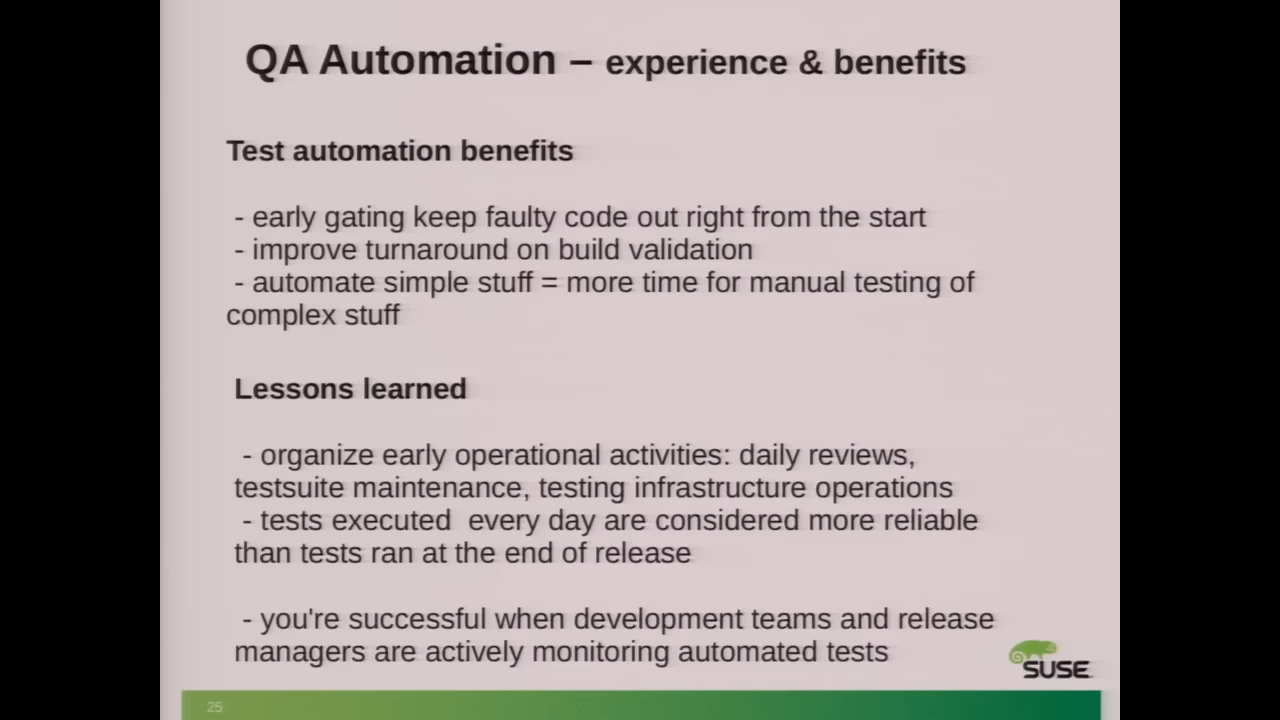 QA Automation – experience & benefits
Test automation benefits
- early gating keep faulty code out right from the start
- improve turnaround on build validation
- automate simple stuff = more time for manual testing of
complex stuff
Lessons learned
- organize early operational activities: daily reviews,
testsuite maintenance, testing infrastructure operations
- tests executed  every day are considered more reliable
than tests ran at the end of release
- you're successful when development teams and release
managers are actively monitoring automated tests
SUSE
25